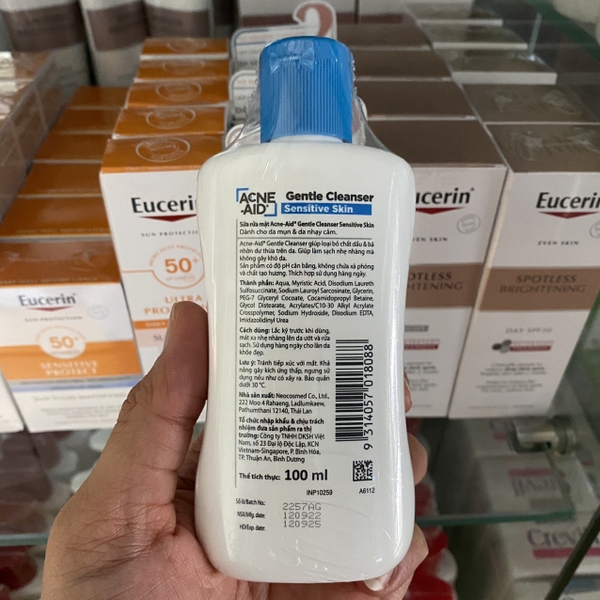 ACNE
-AID®
Gentle Cleanser
Sensitive Skin
Sữa rửa mặt Acne-Aid® Gentle Cleanser Sensitive Skin
Dành cho da mụn & da nhạy cảm.
Acne-Aid® Gentle Cleanser giúp loại bỏ chất dầu & bã
nhờn dư thừa trên da. Giúp làm sạch nhẹ nhàng mà
không gây khô da.
Sản phẩm có độ pH cân bằng, không chứa xà phòng
và chất tạo hương. Thích hợp sử dụng hàng ngày.
Thành phần: Aqua, Myristic Acid, Disodium Laureth
Sulfosuccinate, Sodium Lauroyl Sarcosinate, Glycerin,
PEG-7 Glyceryl Cocoate, Cocamidopropyl Betaine,
Glycol Distearate, Acrylates/C10-30 Alkyl Acrylate
Crosspolymer, Sodium Hydroxide, Disodium EDTA,
Imidazolidinyl Urea
Cách dùng: Lắc kỹ trước khi dùng,
mát xa nhẹ nhàng lên da ướt và rửa
sạch. Sử dụng hàng ngày cho làn da
khỏe đẹp.
Lưu ý: Tránh tiếp xúc với mắt. Khả
năng gây kích ứng thấp, ngưng sử
dụng nếu như có xảy ra. Bảo quản
dưới 30°C.
Nhà sản xuất: Neocosmed Co., Ltd.,
222 Moo 4 Rahaeng, Ladlumkaew,
Pathumthani 12140, Thái Lan
Tổ chức nhập khẩu & chịu trách
nhiệm đưa sản phẩm ra thị
trường: Công ty TNHH DKSH Việt
Nam, số 23 Đại lộ Độc Lập, KCN
Vietnam-Singapore, P. Bình Hòa,
TP. Thuận An, Bình Dương
Thể tích thực: 100 ml
9 314057 018088
INP10259
A6112
Số lô/Batch No.: 2257AG
NSX/Mfg. date: 120922
HD/Exp. date: 120925
Eucerin
SUN PROTECTION
50+
ULTRA
Eucerin
SUN PROTECTION
50+
SENSITIVE
PROTECT
Eucerin
EVEN SKIN
SPOTLESS
BRIGHTENING
DAY SPF30